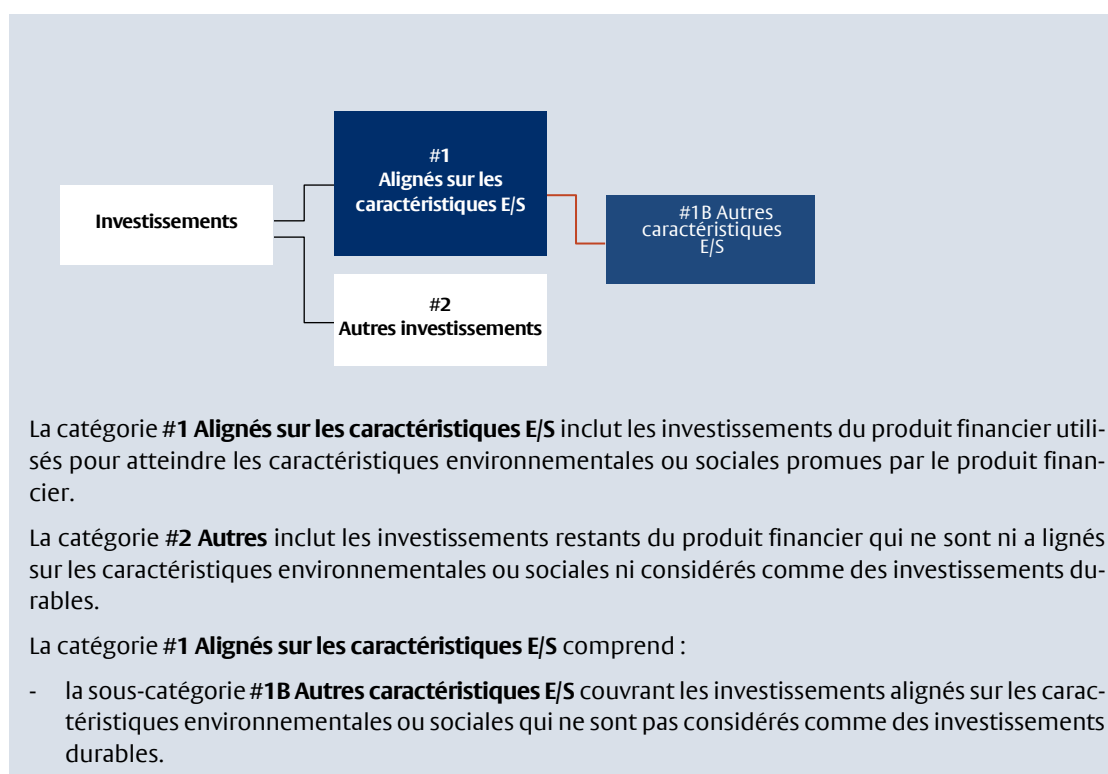 #1
Alignés sur les
caractéristiques E/S
Investissements
#1B Autres
caractéristiques
E/S
#2
Autres investissements
La catégorie #1 Alignés sur les caractéristiques E/S inclut les investissements du produit financier utili-
sés pour atteindre les caractéristiques environnementales ou sociales promues par le produit finan-
cier.
La catégorie #2 Autres inclut les investissements restants du produit financier qui ne sont ni a lignés
sur les caractéristiques environnementales ou sociales ni considérés comme des investissements du-
rables.
La catégorie #1 Alignés sur les caractéristiques E/S comprend :
- la sous-catégorie #1B Autres caractéristiques E/S couvrant les investissements alignés sur les carac-
téristiques environnementales ou sociales qui ne sont pas considérés comme des investissements
durables.